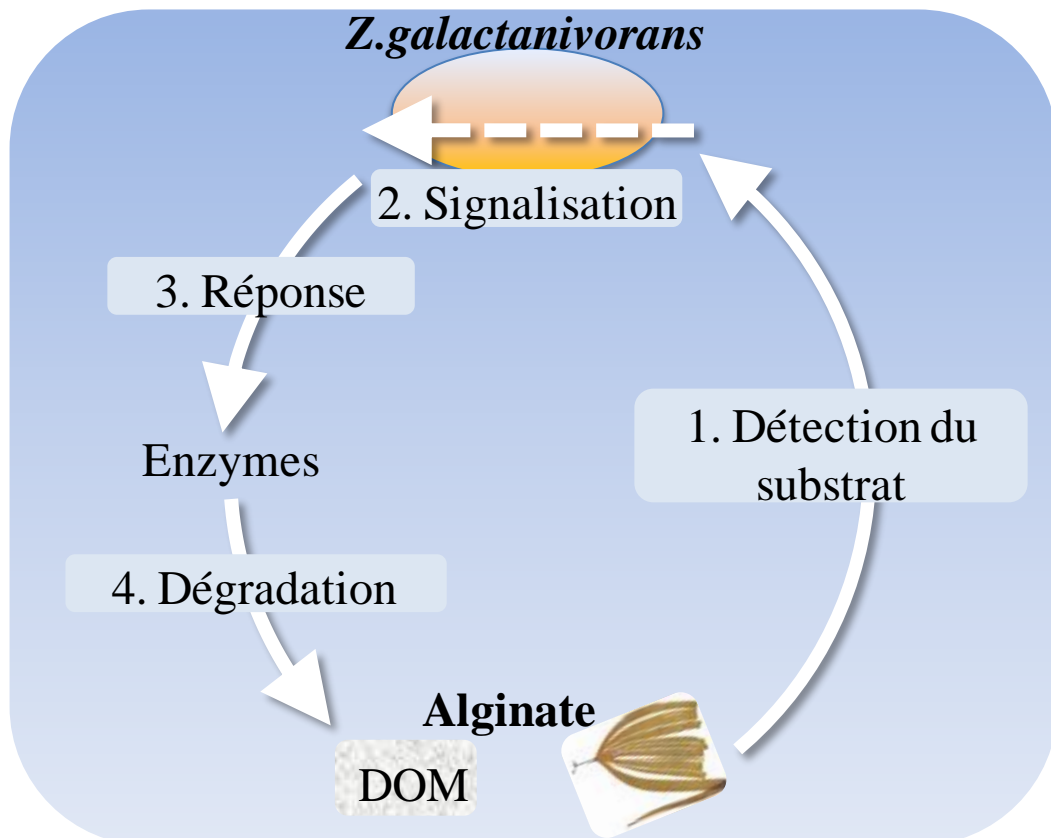 Z.galactanivorans
2. Signalisation
3. Réponse
Enzymes
1. Détection du
substrat
4. Dégradation
Alginate
DOM